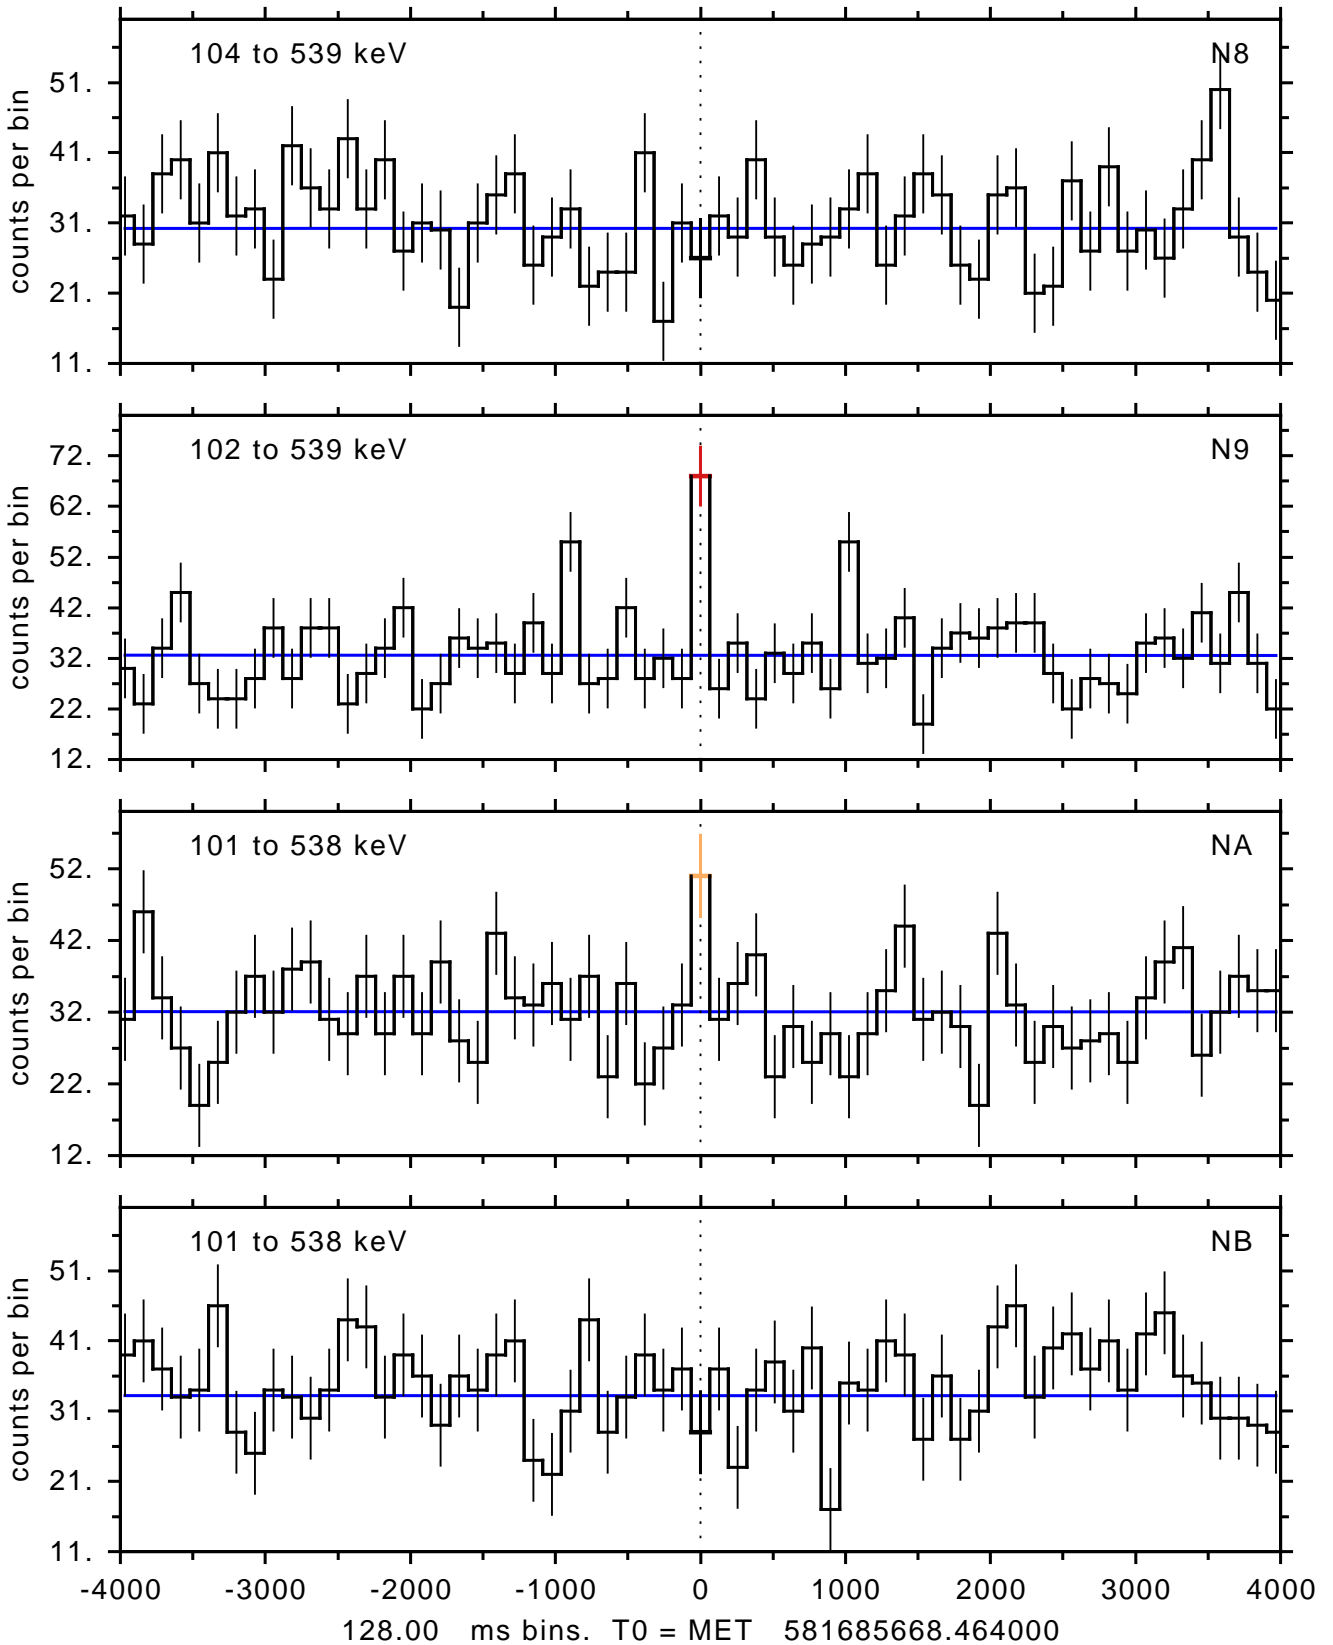 104 to 539 keV N8
51.
41.
31.
21.
11.
counts per bin
102 to 539 keV N9
72.
62.
52.
42.
32.
22.
12.
counts per bin
101 to 538 keV NA
52.
42.
32.
22.
12.
counts per bin
101 to 538 keV NB
51.
41.
31.
21.
11.
counts per bin
-4000 -3000 -2000 -1000 0 1000 2000 3000 4000
128.00 ms bins. T0 = MET 581685668.464000